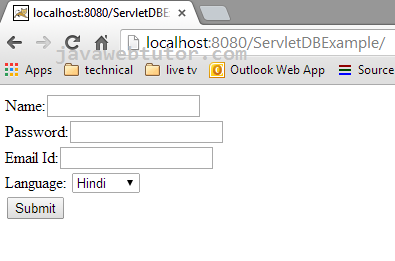 localhost:8080/ServletDBE
localhost:8080/ServletDBExample/
javawebtutor.com
Apps technical live tv Outlook Web App Source
Name:
Password:
Email Id:
Language: Hindi
Submit